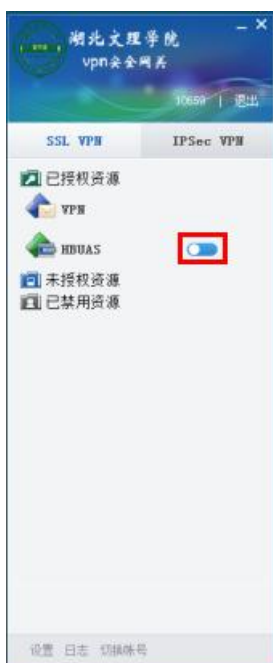 湖北文理学院
vpn安全网关
10659 | 退出
SSL VPN IPSec VPN
已授权资源
VPN
HBUAS
未授权资源
已禁用资源
设置 日志 切换帐号